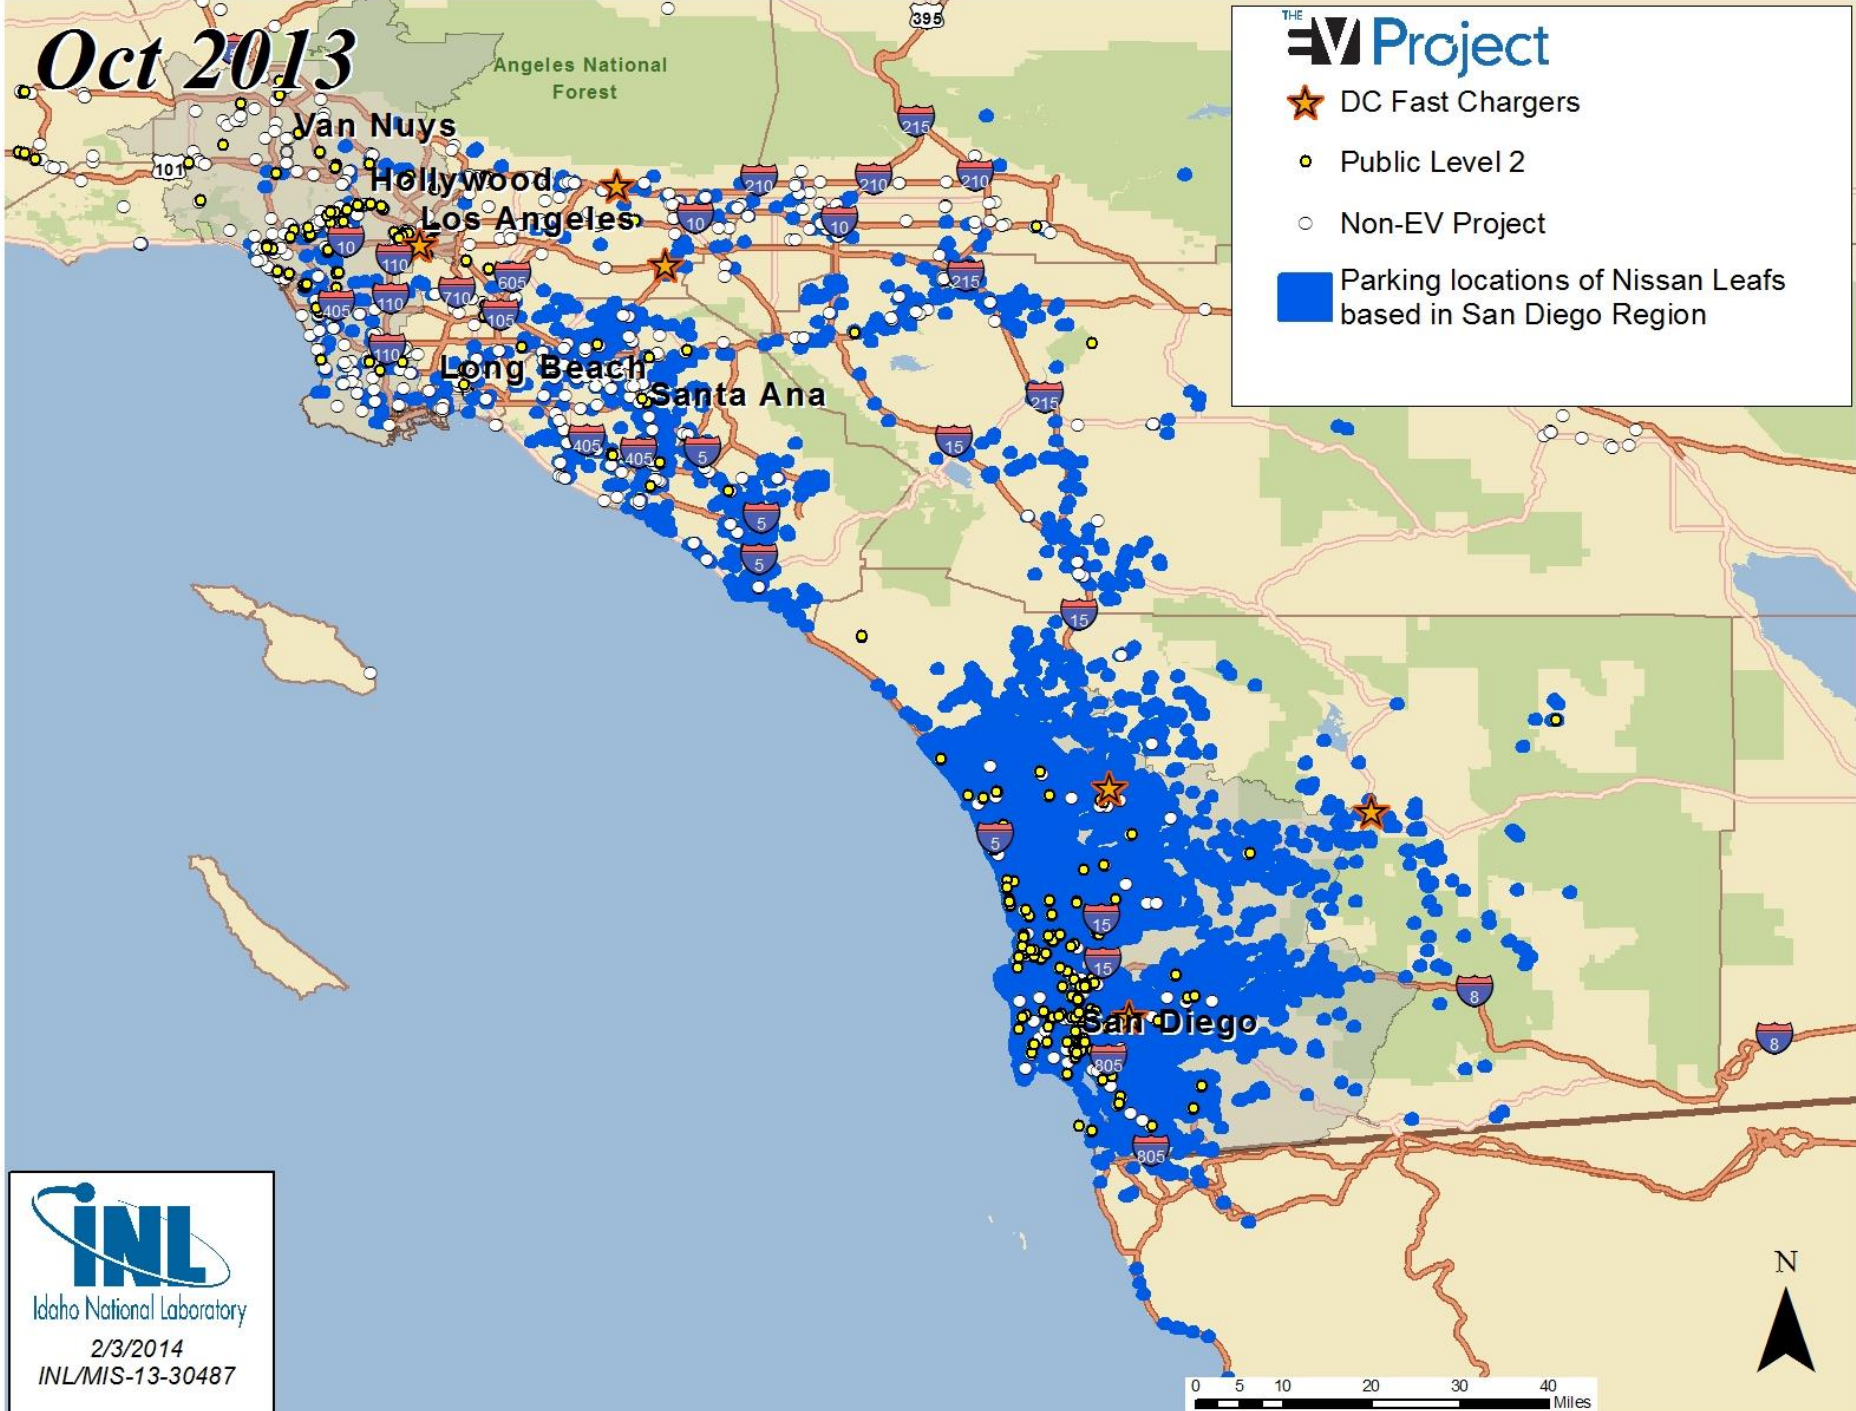 Oct 2013
395
Angeles National
Forest
THE
EV Project
DC Fast Chargers
Public Level 2
Non-EV Project
Parking locations of Nissan Leafs
based in San Diego Region
5
215
Van Nuys
101
Hollywood
210
210
210
Los Angeles
10
10
10
110
605
215
710
405
110
105
110
Long Beach
Santa Ana
215
405
405
5
15
5
5
15
5
15
15
8
San Diego
8
805
805
INL
Idaho National Laboratory
2/3/2014
INL/MIS-13-30487
N
0 5 10 20 30 40
Miles